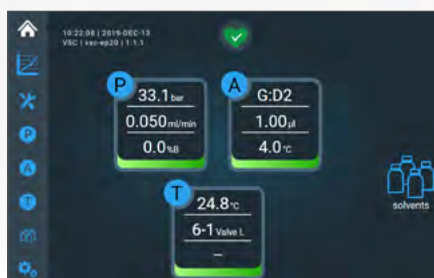 10:22:08 | 2019-DEC-13
VSC | vsc-ep20 | 1:1.1
P
33.1 bar
0.050 ml/min
0.0 %B
A
G:D2
1.00 µl
4.0 °C
T
24.8 °C
6-1 Valve L
–
P
A
T
solvents